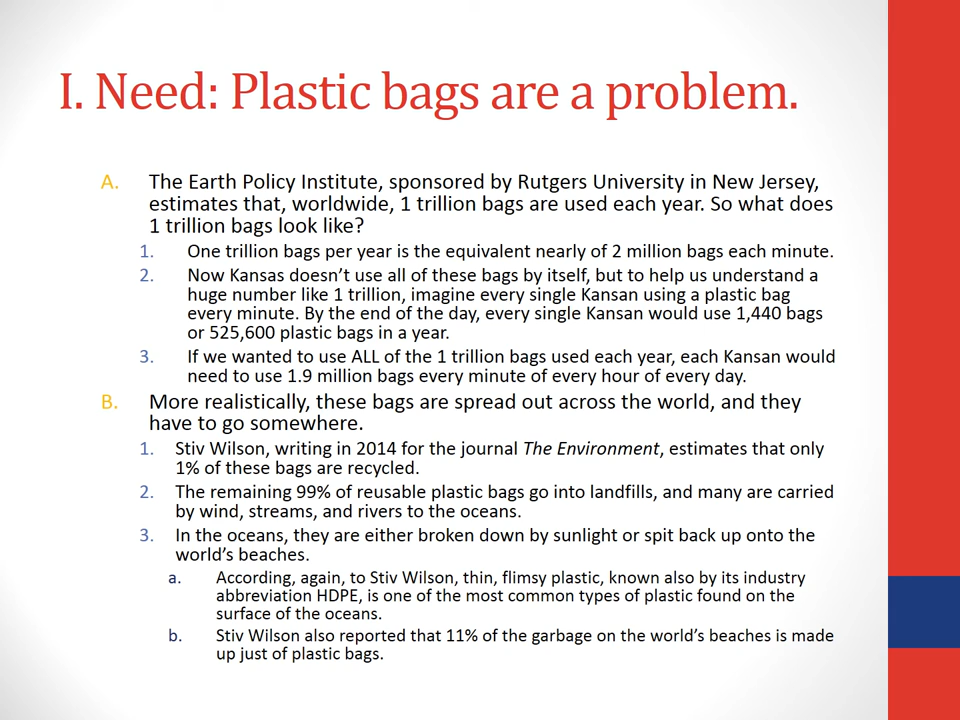 I. Need: Plastic bags are a problem.
A. The Earth Policy Institute, sponsored by Rutgers University in New Jersey,
estimates that, worldwide, 1 trillion bags are used each year. So what does
1 trillion bags look like?
1. One trillion bags per year is the equivalent nearly of 2 million bags each minute.
2. Now Kansas doesn't use all of these bags by itself, but to help us understand a
huge number like 1 trillion, imagine every single Kansan using a plastic bag
every minute. By the end of the day, every single Kansan would use 1,440 bags
or 525,600 plastic bags in a year.
3. If we wanted to use ALL of the 1 trillion bags used each year, each Kansan would
need to use 1.9 million bags every minute of every hour of every day.
B. More realistically, these bags are spread out across the world, and they
have to go somewhere.
1. Stiv Wilson, writing in 2014 for the journal The Environment, estimates that only
1% of these bags are recycled.
2. The remaining 99% of reusable plastic bags go into landfills, and many are carried
by wind, streams, and rivers to the oceans.
3. In the oceans, they are either broken down by sunlight or spit back up onto the
world's beaches.
a. According, again, to Stiv Wilson, thin, flimsy plastic, known also by its industry
abbreviation HDPE, is one of the most common types of plastic found on the
surface of the oceans.
b. Stiv Wilson also reported that 11% of the garbage on the world's beaches is made
up just of plastic bags.